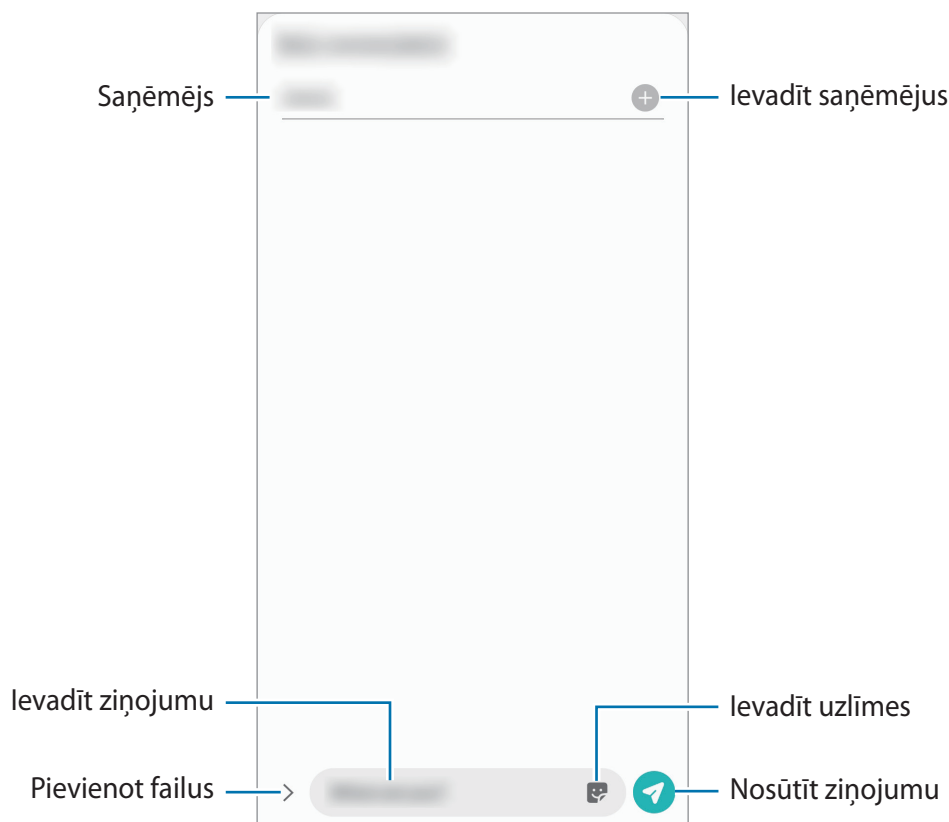 Saņēmējs
Ievadīt saņēmējus
Ievadīt ziņojumu
Ievadīt uzlīmes
Pievienot failus
Nosūtīt ziņojumu